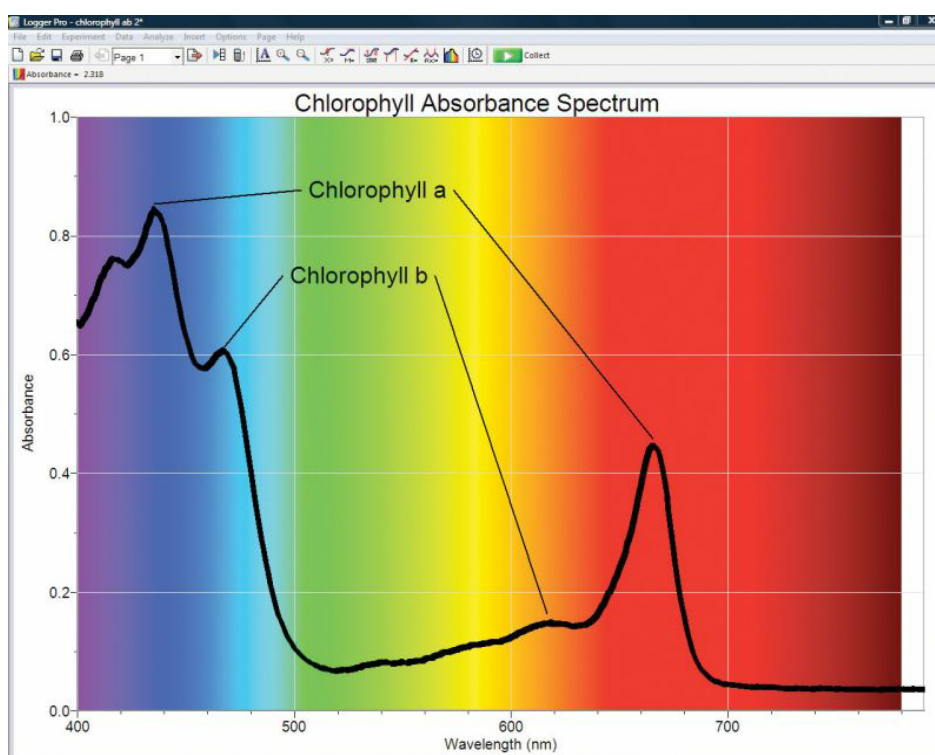 Logger Pro - chlorophyll ab 2*
File Edit Experiment Data Analyze Insert Options Page Help
Page 1
Collect
Absorbance = 2.318
Chlorophyll Absorbance Spectrum
1.0
Chlorophyll a
0.8
Chlorophyll b
0.6
Absorbance
0.4
0.2
0.0
400 500 600 700
Wavelength (nm)